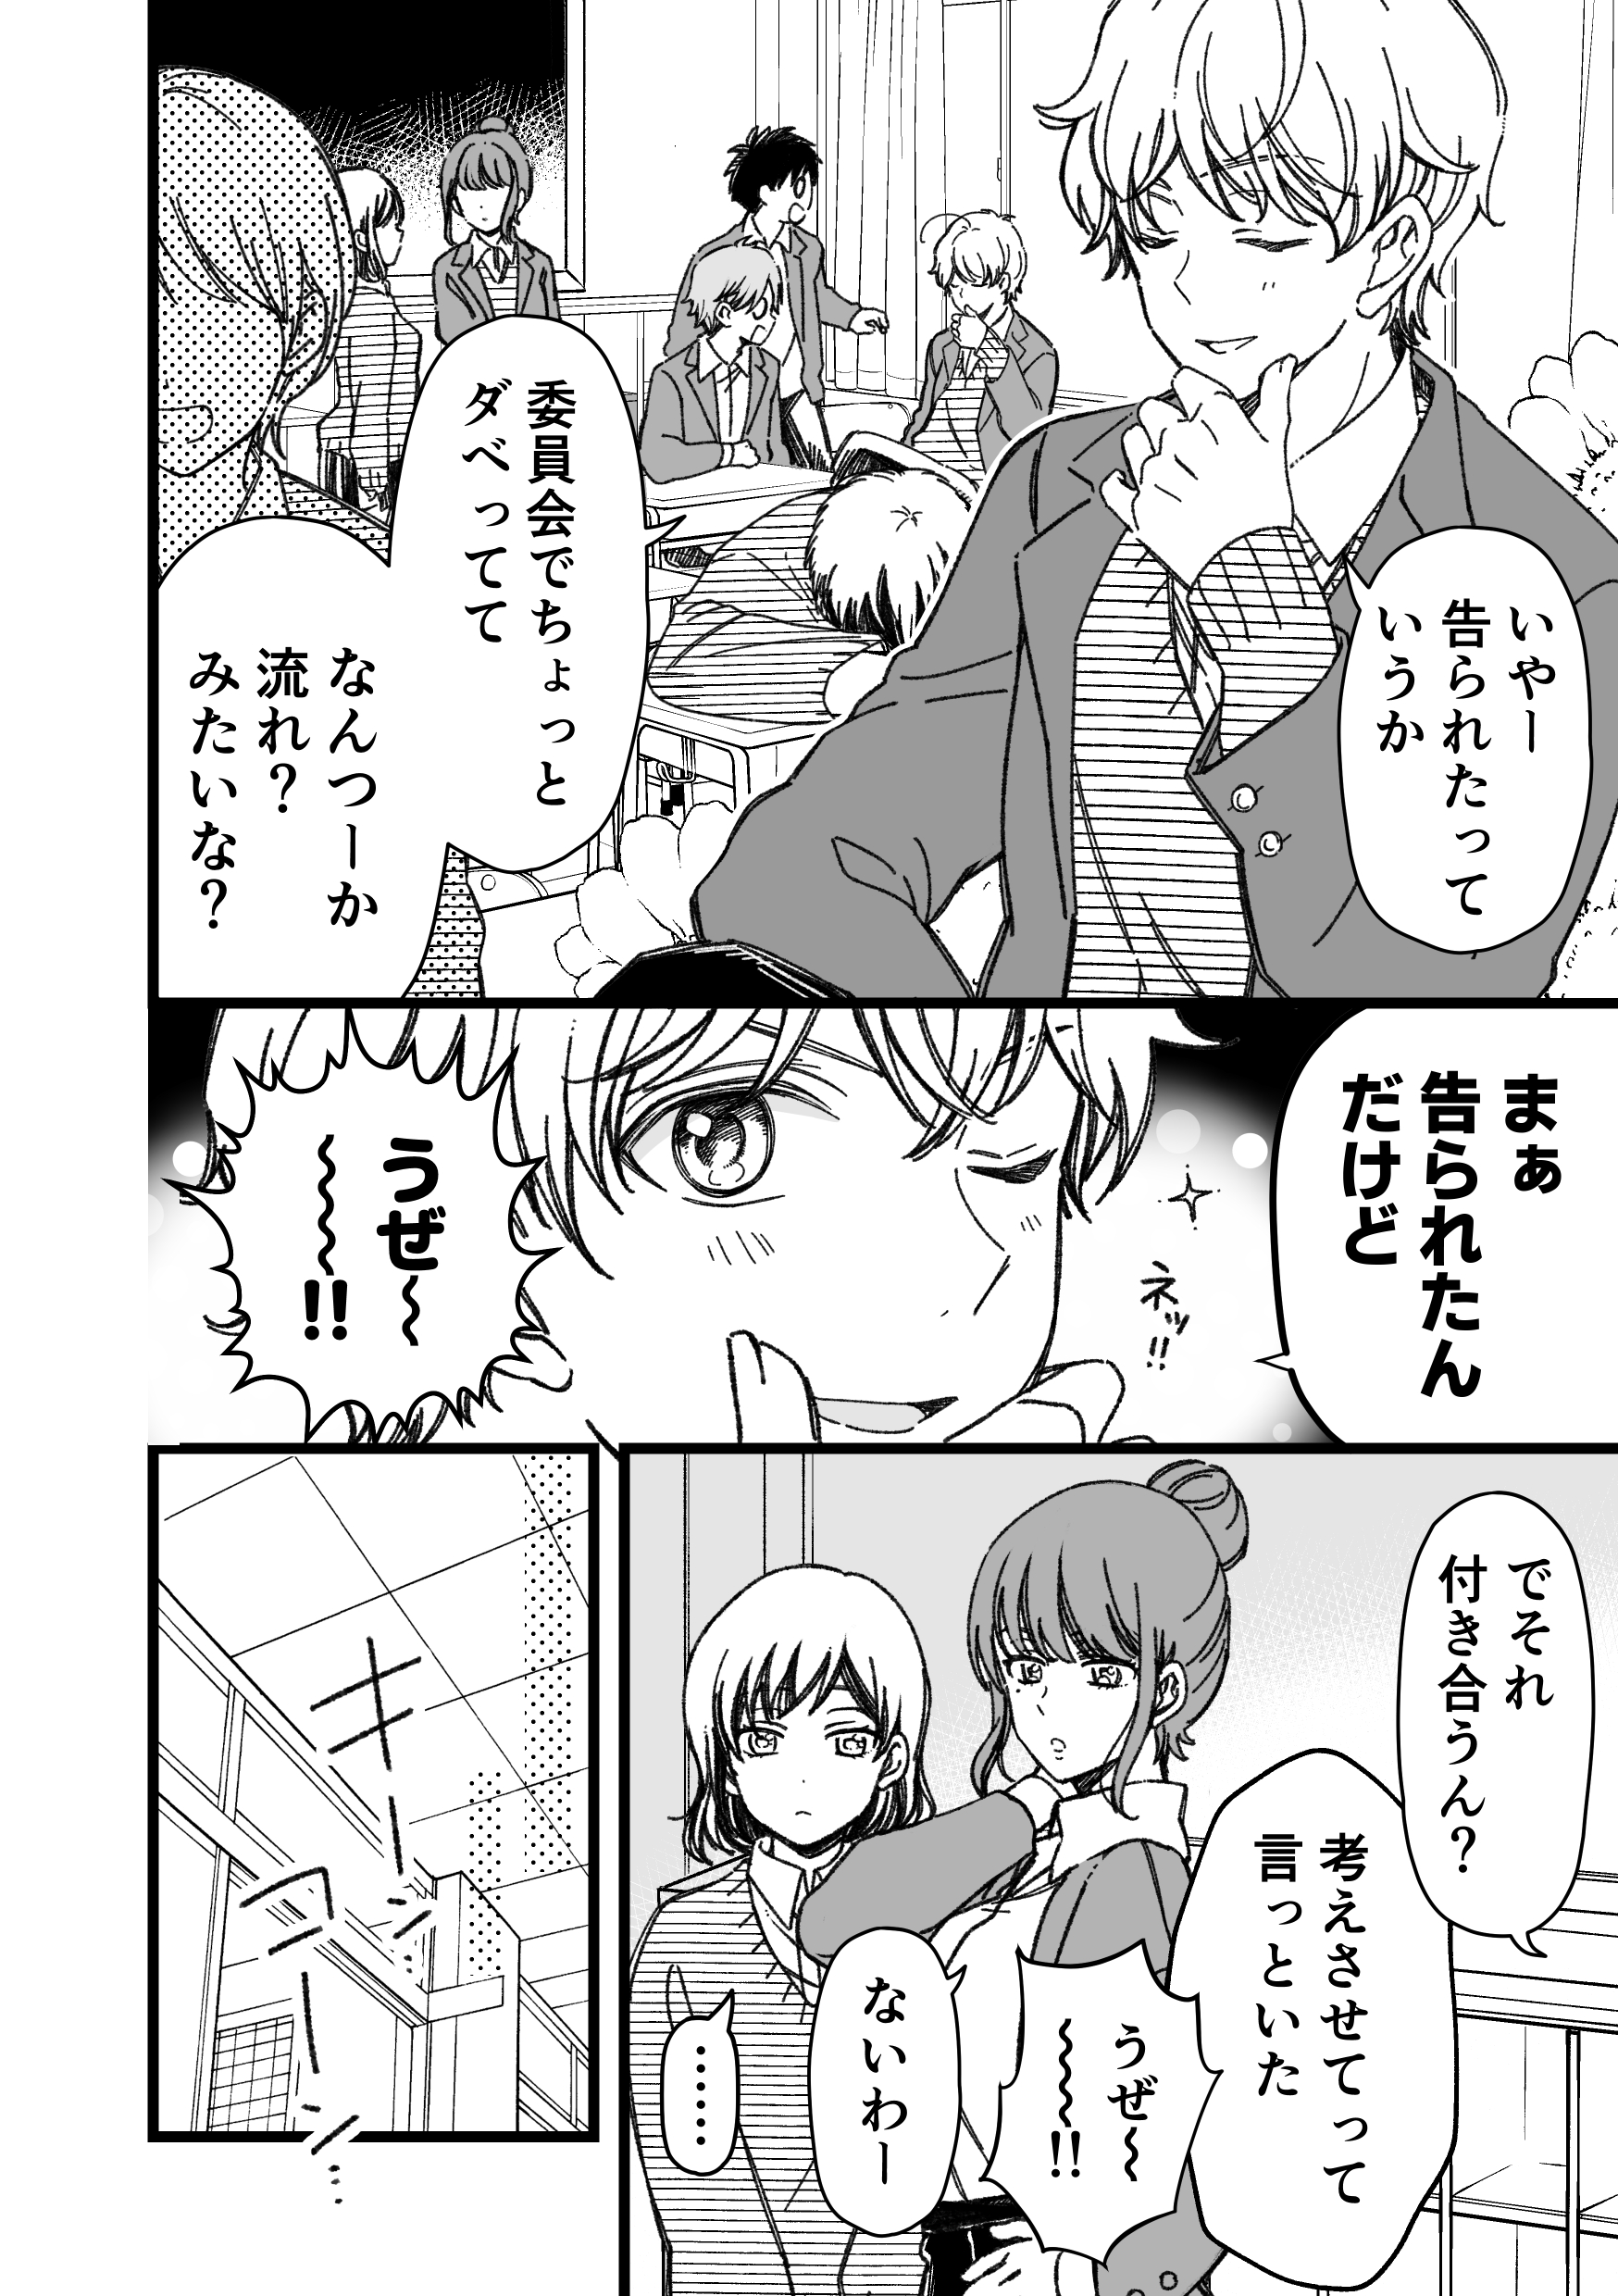 いやー
告られたって
いうか
委員会でちょっと
ダベってて
なんつーか
流れ？
みたいな？
まぁ
告られたん
だけど
ネッ!!
うぜ〜
〜〜〜!!
でそれ
付き合うん？
考えさせてって
言っといた
うぜ〜
〜〜〜!!
ないわー
……
キーンコーン…